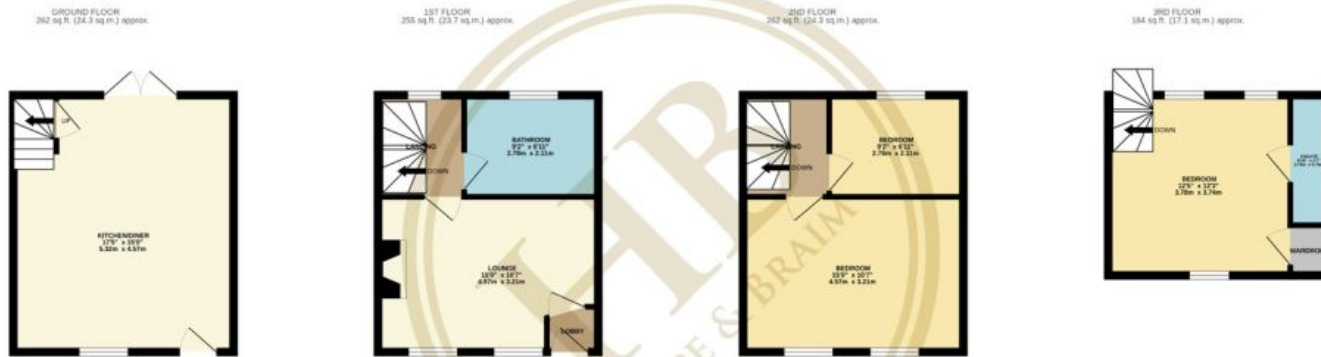 GROUND FLOOR
262 sq.ft. (24.3 sq.m.) approx.
UP
KITCHEN/DINER
17'5" x 15'0"
5.32m x 4.57m
1ST FLOOR
255 sq.ft. (23.7 sq.m.) approx.
LANDING
DOWN
BATHROOM
9'2" x 6'11"
2.78m x 2.11m
LOUNGE
15'0" x 10'7"
4.57m x 3.21m
LOBBY
2ND FLOOR
262 sq.ft. (24.3 sq.m.) approx.
LANDING
DOWN
BEDROOM
9'2" x 6'11"
2.78m x 2.11m
BEDROOM
15'0" x 10'7"
4.57m x 3.21m
3RD FLOOR
184 sq.ft. (17.1 sq.m.) approx.
DOWN
BEDROOM
12'5" x 12'3"
3.78m x 3.74m
WARDROB
HB
& BRAIM